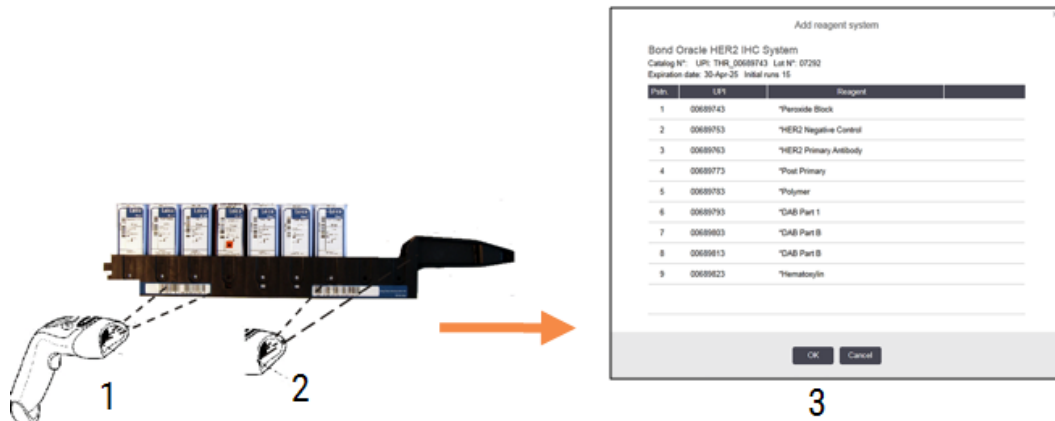 Add reagent system
Bond Oracle HER2 IHC System
Catalog N°: UPI: THR_00689743 Lot N°: 07292
Expiration date: 30-Apr-25 Initial runs 15
Pstn. UPI Reagent
1 00689743 *Peroxide Block
2 00689753 *HER2 Negative Control
3 00689763 *HER2 Primary Antibody
4 00689773 *Post Primary
5 00689783 *Polymer
6 00689793 *DAB Part 1
7 00689803 *DAB Part B
8 00689813 *DAB Part B
9 00689823 *Hematoxylin
OK Cancel
1
2
3